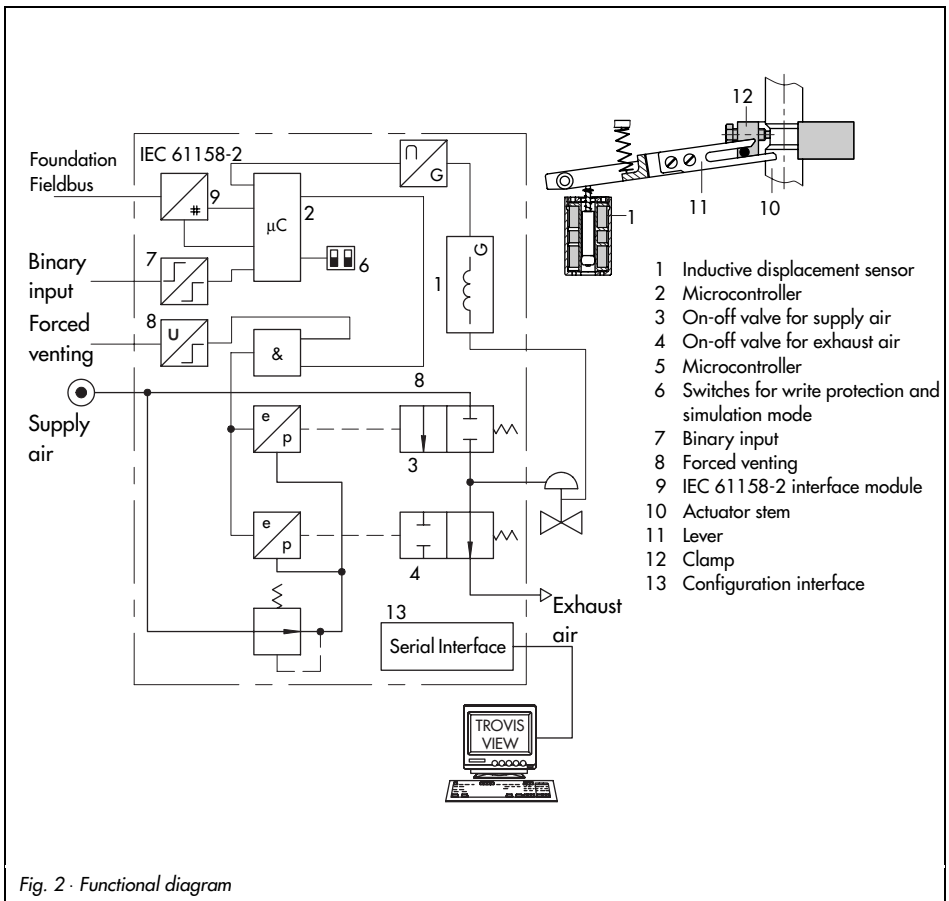 12
IEC 61158-2
Foundation
Fieldbus
9
#
µC
2
∩
G
1
11
10
Binary
input
7
6
1
G
Forced
venting
8
U
&
8
Supply
air
e
p
3
e
p
4
Exhaust
air
13
Serial Interface
TROVIS
VIEW
1 Inductive displacement sensor
2 Microcontroller
3 On-off valve for supply air
4 On-off valve for exhaust air
5 Microcontroller
6 Switches for write protection and
simulation mode
7 Binary input
8 Forced venting
9 IEC 61158-2 interface module
10 Actuator stem
11 Lever
12 Clamp
13 Configuration interface
Fig. 2 · Functional diagram